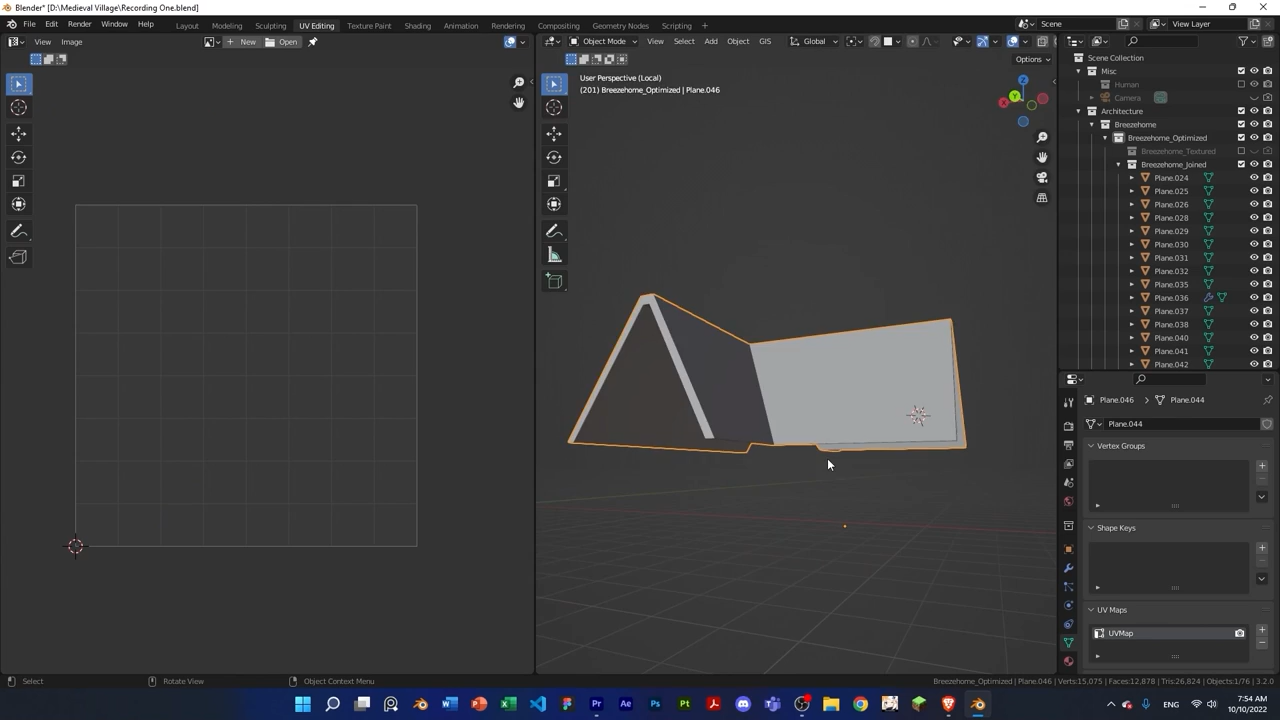 Blender* [D:\Medieval Village\Recording One.blend]
File Edit Render Window Help Layout Modeling Sculpting UV Editing Texture Paint Shading Animation Rendering Compositing Geometry Nodes Scripting + Scene View Layer
View Image New Open Object Mode View Select Add Object GIS Global
Options
User Perspective (Local)
(201) Breezehome_Optimized | Plane.046
X
Y
Z
Scene Collection
Misc
Human
Camera
Architecture
Breezehome
Breezehome_Optimized
Breezehome_Textured
Breezehome_Joined
Plane.024
Plane.025
Plane.026
Plane.028
Plane.029
Plane.030
Plane.031
Plane.032
Plane.035
Plane.036
Plane.037
Plane.038
Plane.040
Plane.041
Plane.042
Plane.046 Plane.044
Plane.044
Vertex Groups
Shape Keys
UV Maps
UVMap
Select Rotate View Object Context Menu Breezehome_Optimized | Plane.046 | Verts:15,075 | Faces:12,878 | Tris:26,824 | Objects:1/76 | 3.2.0
7:54 AM
10/10/2022